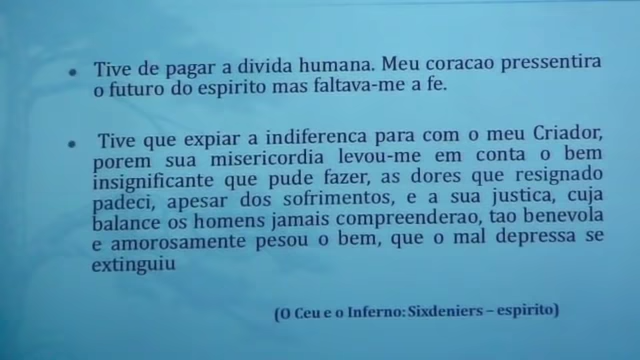 • Tive de pagar a divida humana. Meu coracao pressentira
o futuro do espirito mas faltava-me a fe.
• Tive que expiar a indiferenca para com o meu Criador,
porem sua misericordia levou-me em conta o bem
insignificante que pude fazer, as dores que resignado
padeci, apesar dos sofrimentos, e a sua justica, cuja
balance os homens jamais compreenderao, tao benevola
e amorosamente pesou o bem, que o mal depressa se
extinguiu
(O Ceu e o Inferno: Sixdeniers – espirito)